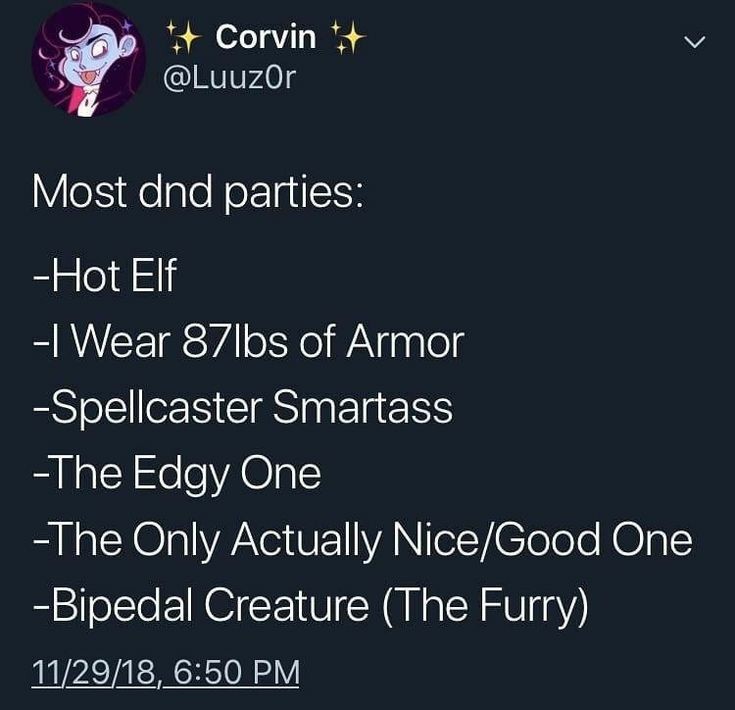 ✨ Corvin ✨
@Luuz0r
Most dnd parties:
-Hot Elf
-I Wear 87lbs of Armor
-Spellcaster Smartass
-The Edgy One
-The Only Actually Nice/Good One
-Bipedal Creature (The Furry)
11/29/18, 6:50 PM